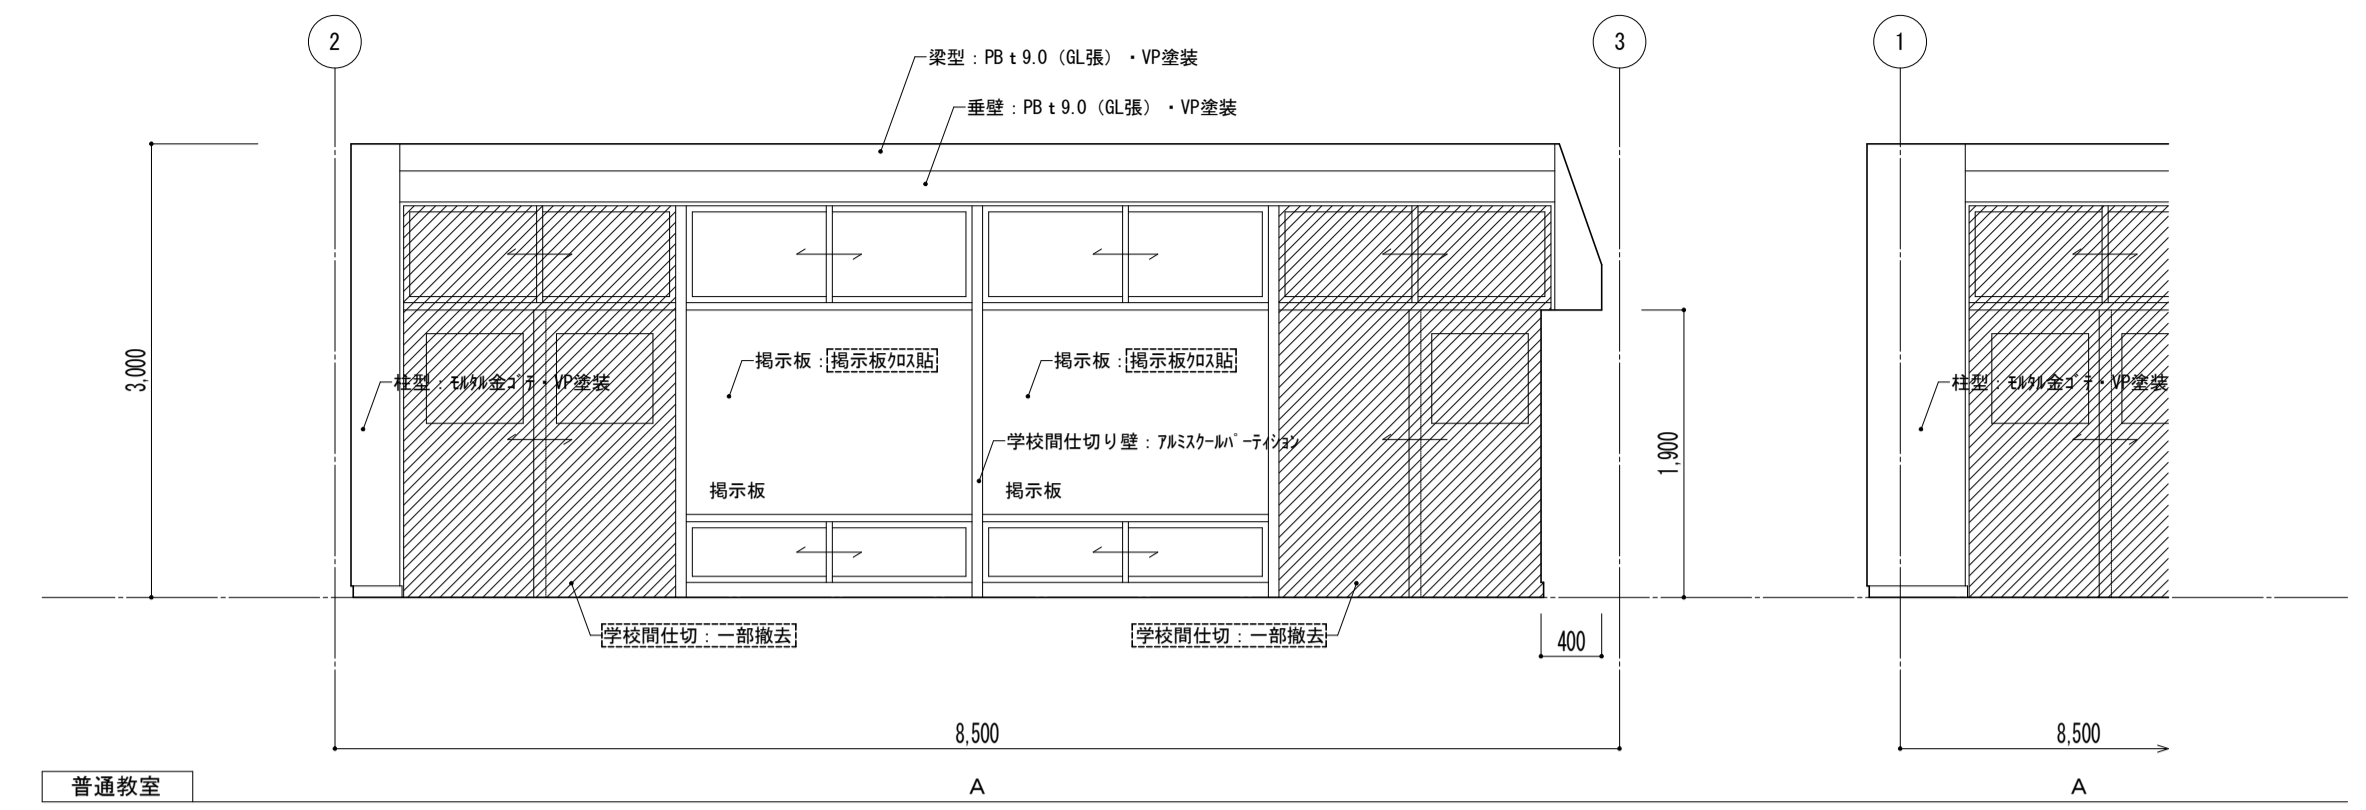 2
3
1
梁型：PBｔ9.0（GL張）・VP塗装
垂壁：PBｔ9.0（GL張）・VP塗装
3,000
掲示板：掲示板ｸﾛｽ貼
掲示板：掲示板ｸﾛｽ貼
柱型：ﾓﾙﾀﾙ金ｺﾞﾃ・VP塗装
柱型：ﾓﾙﾀﾙ金ｺﾞﾃ・VP塗装
学校間仕切り壁：ｱﾙﾐｽｸｰﾙﾊﾟｰﾃｨｼｮﾝ
1,900
掲示板
掲示板
学校間仕切：一部撤去
学校間仕切：一部撤去
400
8,500
8,500
普通教室
A
A